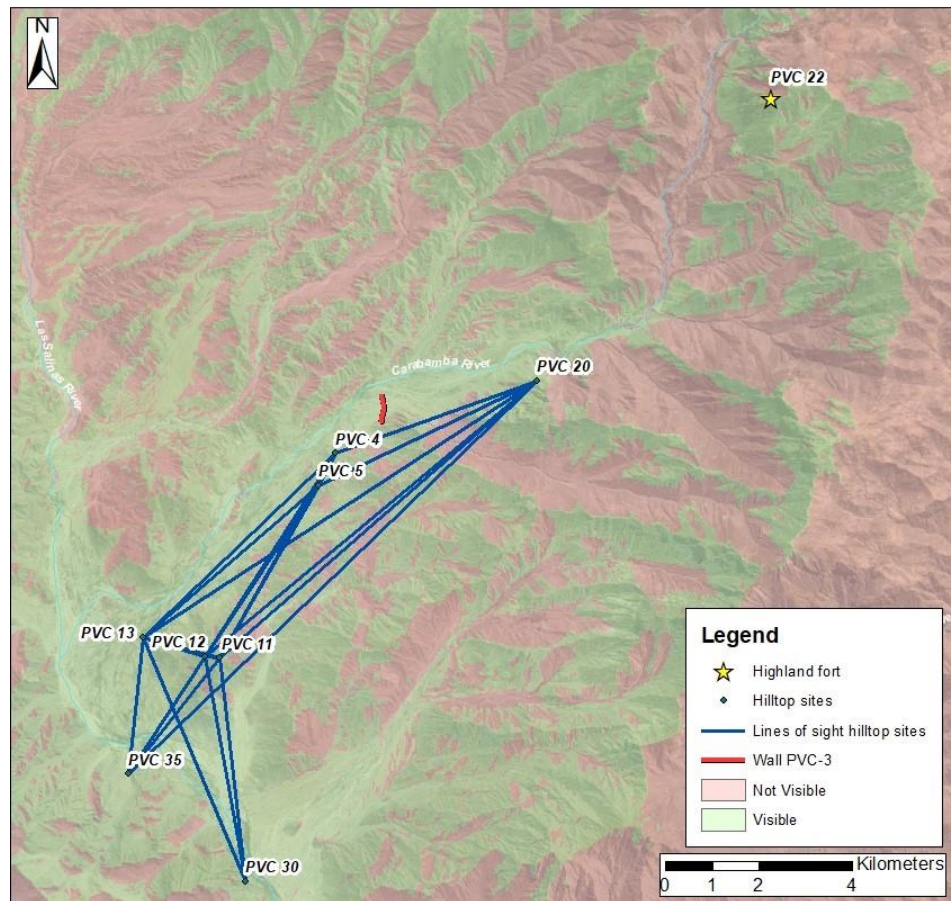 N
PVC 22
Las Salinas River
Carabamba River
PVC 20
PVC 4
PVC 5
PVC 13
PVC 12
PVC 11
PVC 35
PVC 30
Legend
Highland fort
Hilltop sites
Lines of sight hilltop sites
Wall PVC-3
Not Visible
Visible
Kilometers
0 1 2 4